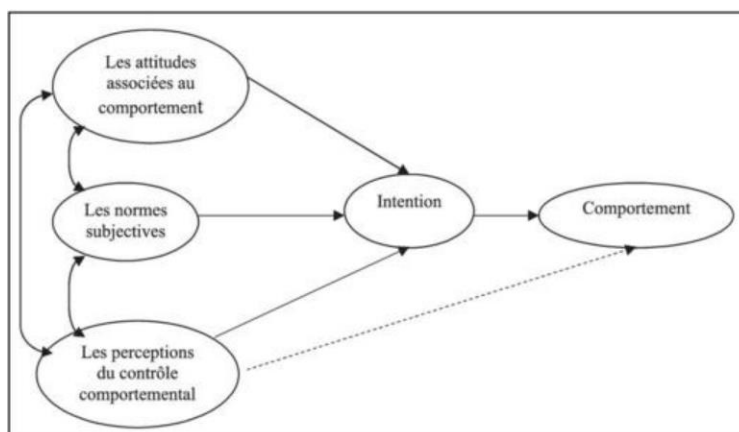 Les attitudes
associées au
comportement
Les normes
subjectives
Intention
Comportement
Les perceptions
du contrôle
comportemental